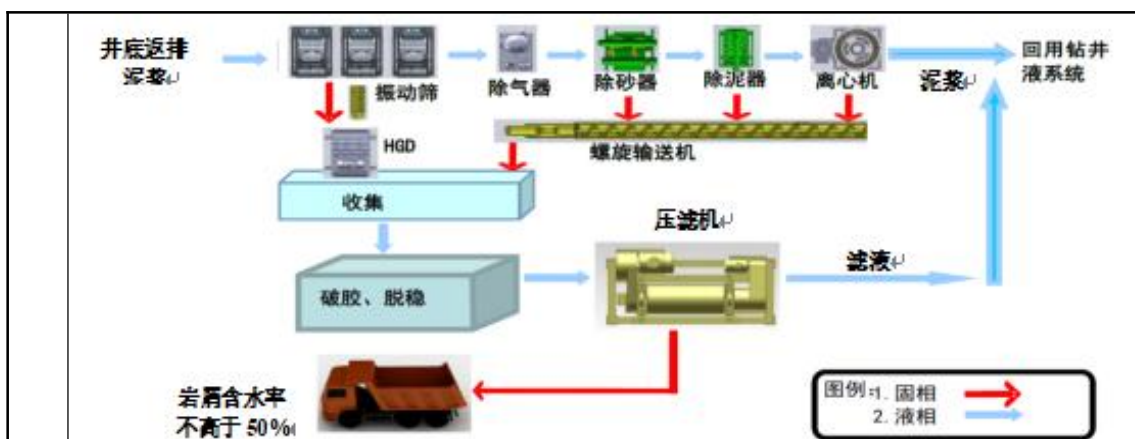 井底返排
泥浆
振动筛
除气器
除砂器
除泥器
离心机
泥浆
回用钻井
液系统
HGD
螺旋输送机
收集
压滤机
滤液
破胶、脱稳
岩屑含水率
不高于50%
图例:1. 固相
2. 液相